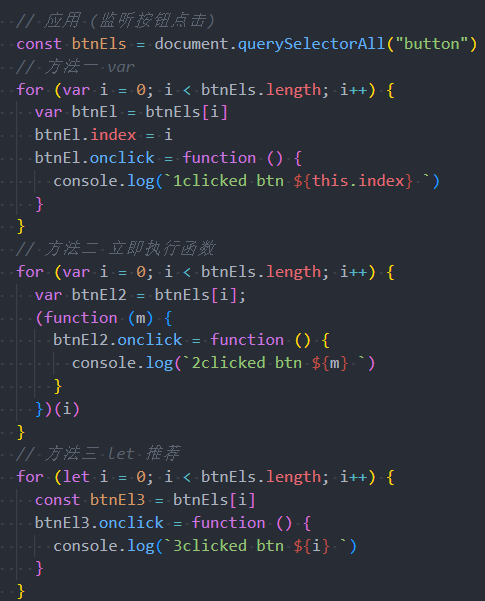 // 应用 (监听按钮点击)
const btnEls = document.querySelectorAll("button")
// 方法一 var
for (var i = 0; i < btnEls.length; i++) {
  var btnEl = btnEls[i]
  btnEl.index = i
  btnEl.onclick = function () {
    console.log(`1clicked btn ${this.index} `)
  }
}
// 方法二 立即执行函数
for (var i = 0; i < btnEls.length; i++) {
  var btnEl2 = btnEls[i];
  (function (m) {
    btnEl2.onclick = function () {
      console.log(`2clicked btn ${m} `)
    }
  })(i)
}
// 方法三 let 推荐
for (let i = 0; i < btnEls.length; i++) {
  const btnEl3 = btnEls[i]
  btnEl3.onclick = function () {
    console.log(`3clicked btn ${i} `)
  }
}